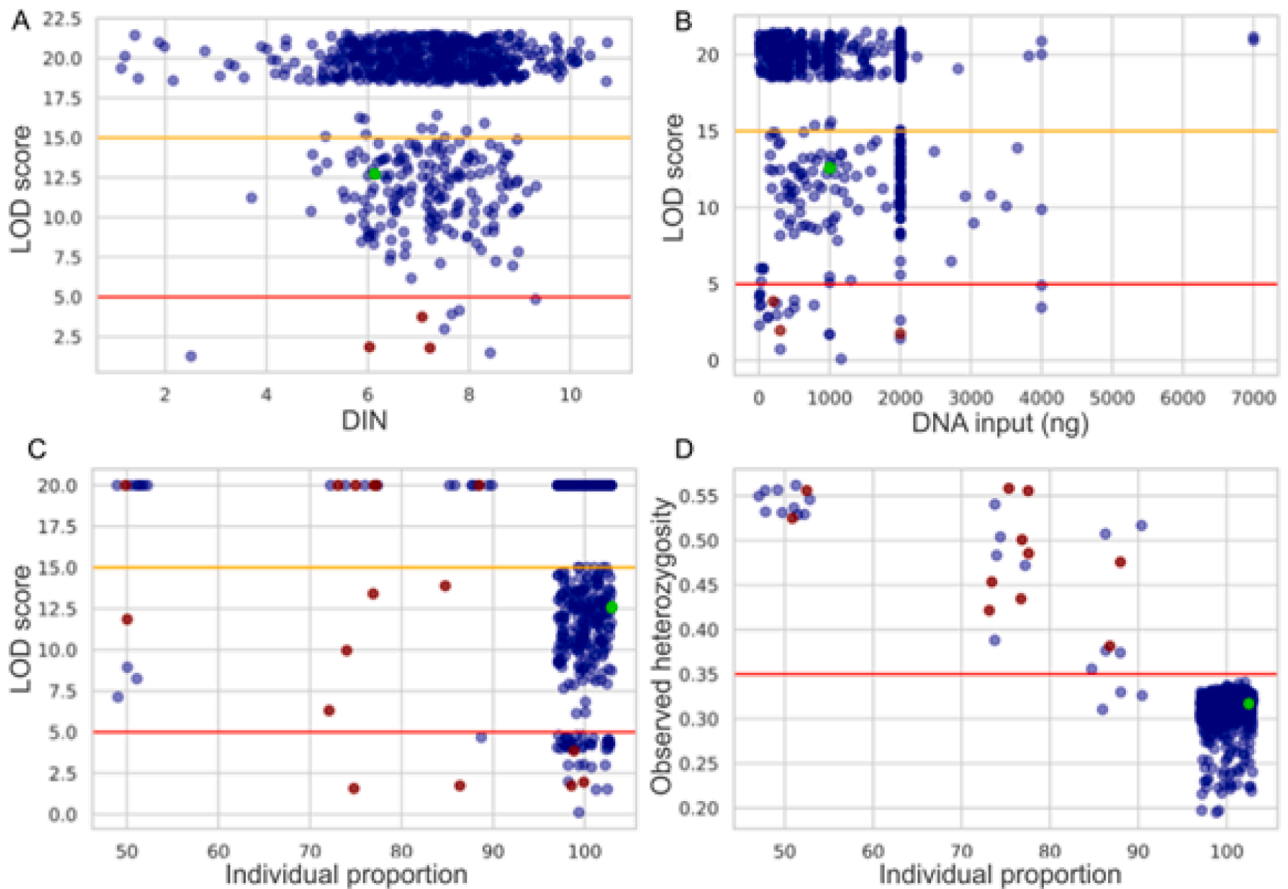 A
LOD score
22.5
20.0
17.5
15.0
12.5
10.0
7.5
5.0
2.5
2 4 6 8 10
DIN
B
LOD score
20
15
10
5
0
0 1000 2000 3000 4000 5000 6000 7000
DNA input (ng)
C
LOD score
20.0
17.5
15.0
12.5
10.0
7.5
5.0
2.5
0.0
50 60 70 80 90 100
Individual proportion
D
Observed heterozygosity
0.55
0.50
0.45
0.40
0.35
0.30
0.25
0.20
50 60 70 80 90 100
Individual proportion